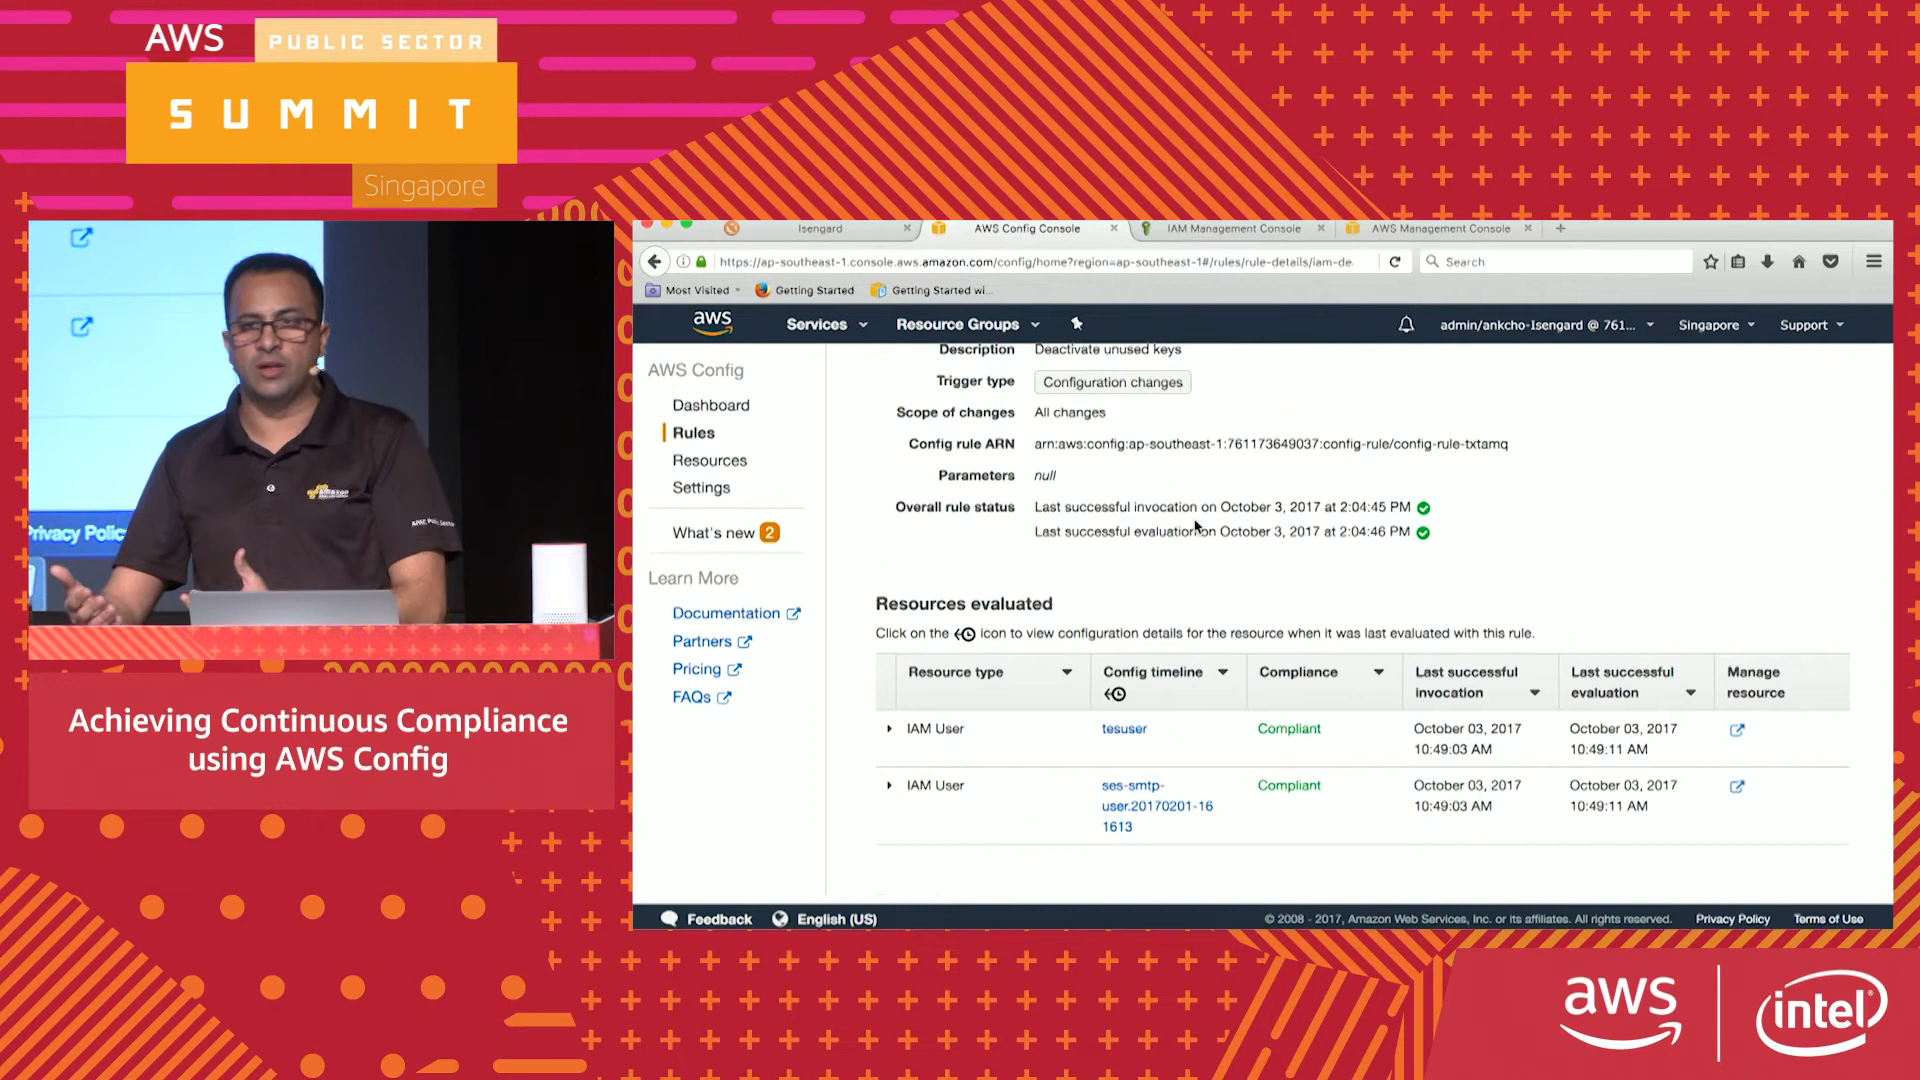 AWS
PUBLIC SECTOR
SUMMIT
Singapore
Privacy Polic
amazon
APAC Public Sector
Achieving Continuous Compliance
using AWS Config
Isengard
AWS Config Console
IAM Management Console
AWS Management Console
https://ap-southeast-1.console.aws.amazon.com/config/home?region=ap-southeast-1#/rules/rule-details/iam-de
Search
Most Visited
Getting Started
Getting Started wi...
aws
Services
Resource Groups
admin/ankcho-Isengard @ 761...
Singapore
Support
AWS Config
Dashboard
Rules
Resources
Settings
What's new 2
Learn More
Documentation
Partners
Pricing
FAQs
Description Deactivate unused keys
Trigger type Configuration changes
Scope of changes All changes
Config rule ARN arn:aws:config:ap-southeast-1:761173649037:config-rule/config-rule-txtamq
Parameters null
Overall rule status Last successful invocation on October 3, 2017 at 2:04:45 PM
Last successful evaluation on October 3, 2017 at 2:04:46 PM
Resources evaluated
Click on the icon to view configuration details for the resource when it was last evaluated with this rule.
Resource type Config timeline Compliance Last successful invocation Last successful evaluation Manage resource
IAM User tesuser Compliant October 03, 2017 10:49:03 AM October 03, 2017 10:49:11 AM
IAM User ses-smtp-user.20170201-161613 Compliant October 03, 2017 10:49:03 AM October 03, 2017 10:49:11 AM
Feedback English (US) © 2008 - 2017, Amazon Web Services, Inc. or its affiliates. All rights reserved. Privacy Policy Terms of Use
aws
intel